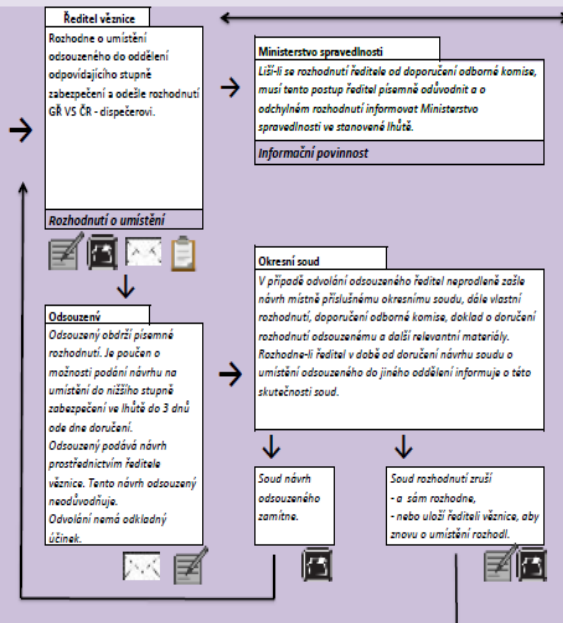 Ředitel věznice
Rozhodne o umístění
odsouzeného do oddělení
odpovídajícího stupně
zabezpečení a odešle rozhodnutí
GŘ VS ČR - dispečerovi.
Rozhodnutí o umístění
Ministerstvo spravedlnosti
Liší-li se rozhodnutí ředitele od doporučení odborné komise,
musí tento postup ředitel písemně odůvodnit a o
odchylném rozhodnutí informovat Ministerstvo
spravedlnosti ve stanovené lhůtě.
Informační povinnost
Odsouzený
Odsouzený obdrží písemné
rozhodnutí. Je poučen o
možnosti podání návrhu na
umístění do nižšího stupně
zabezpečení ve lhůtě do 3 dnů
ode dne doručení.
Odsouzený podává návrh
prostřednictvím ředitele
věznice. Tento návrh odsouzený
neodůvodňuje.
Odvolání nemá odkladný
účinek.
Okresní soud
V případě odvolání odsouzeného ředitel neprodleně zašle
návrh místně příslušnému okresnímu soudu, dále vlastní
rozhodnutí, doporučení odborné komise, doklad o doručení
rozhodnutí odsouzenému a další relevantní materiály.
Rozhodne-li ředitel v době od doručení návrhu soudu o
umístění odsouzeného do jiného oddělení informuje o této
skutečnosti soud.
Soud návrh
odsouzeného
zamítne.
Soud rozhodnutí zruší
- a sám rozhodne,
- nebo uloží řediteli věznice, aby
znovu o umístění rozhodl.